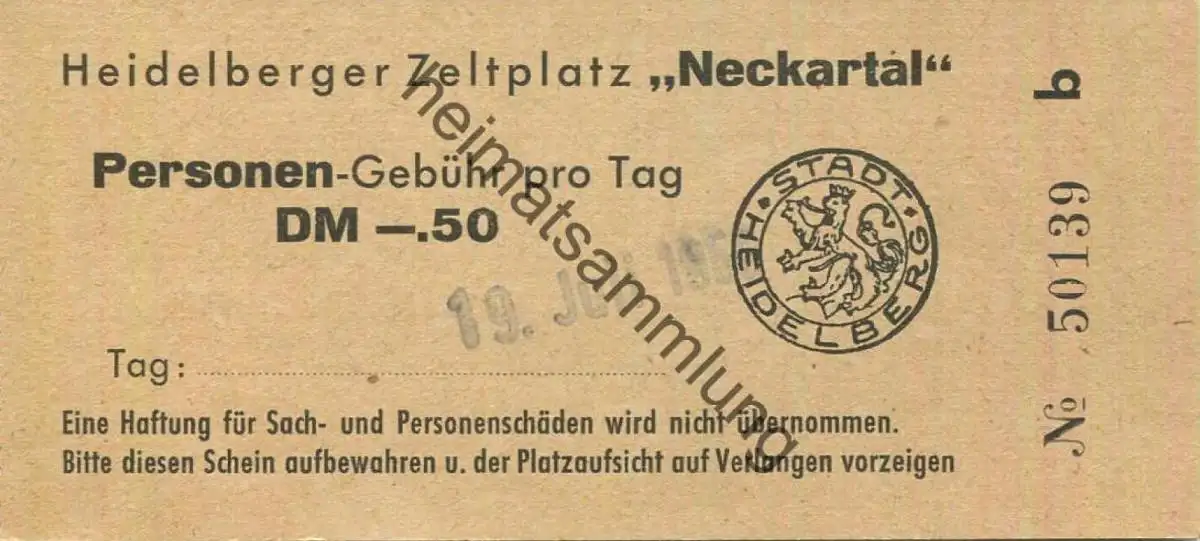 Heidelberger Zeltplatz „Neckartal“
Personen-Gebühr pro Tag
DM —.50
STADT · HEIDELBERG ·
19.
Tag:
Eine Haftung für Sach- und Personenschäden wird nicht übernommen.
Bitte diesen Schein aufbewahren u. der Platzaufsicht auf Verlangen vorzeigen
№ 50139 b
heimatsammlung